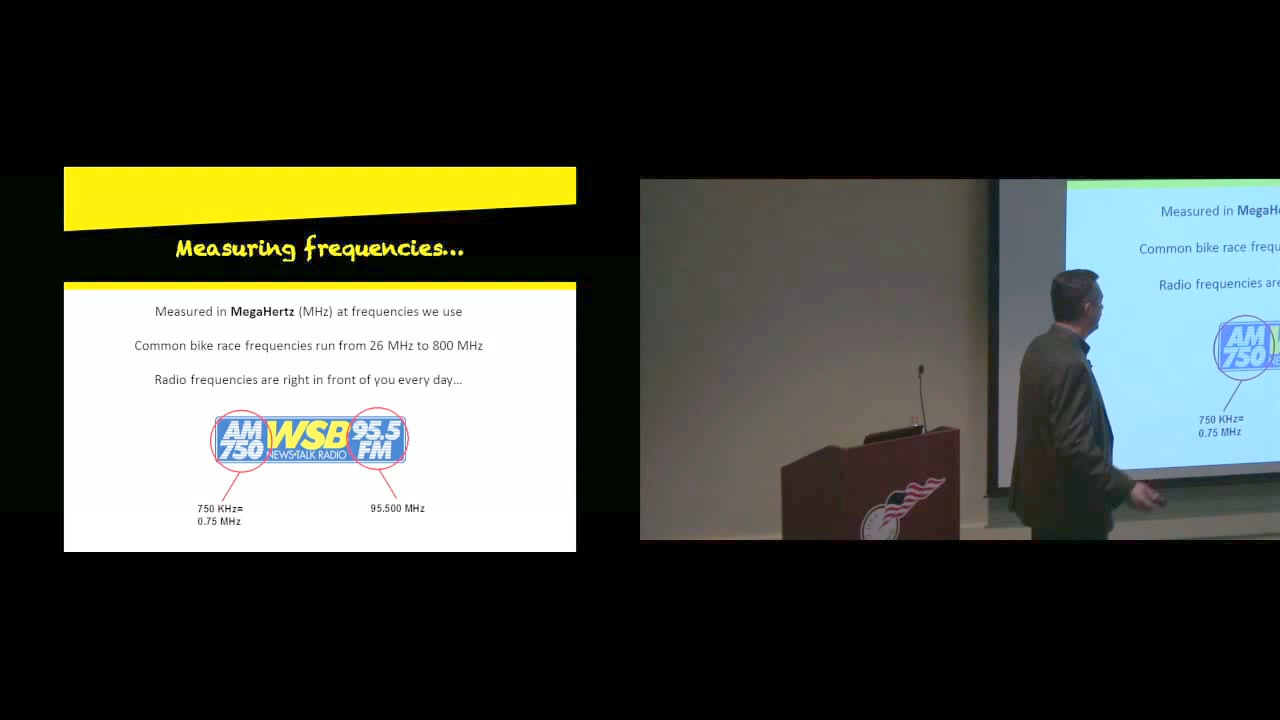 Measuring frequencies...
Measured in MegaHertz (MHz) at frequencies we use
Common bike race frequencies run from 26 MHz to 800 MHz
Radio frequencies are right in front of you every day...
AM 750 WSB 95.5 FM
NEWS•TALK RADIO
750 KHz=
0.75 MHz
95.500 MHz
Measured in MegaHe
Common bike race frequ
Radio frequencies are
AM
750
750 KHz=
0.75 MHz
USA